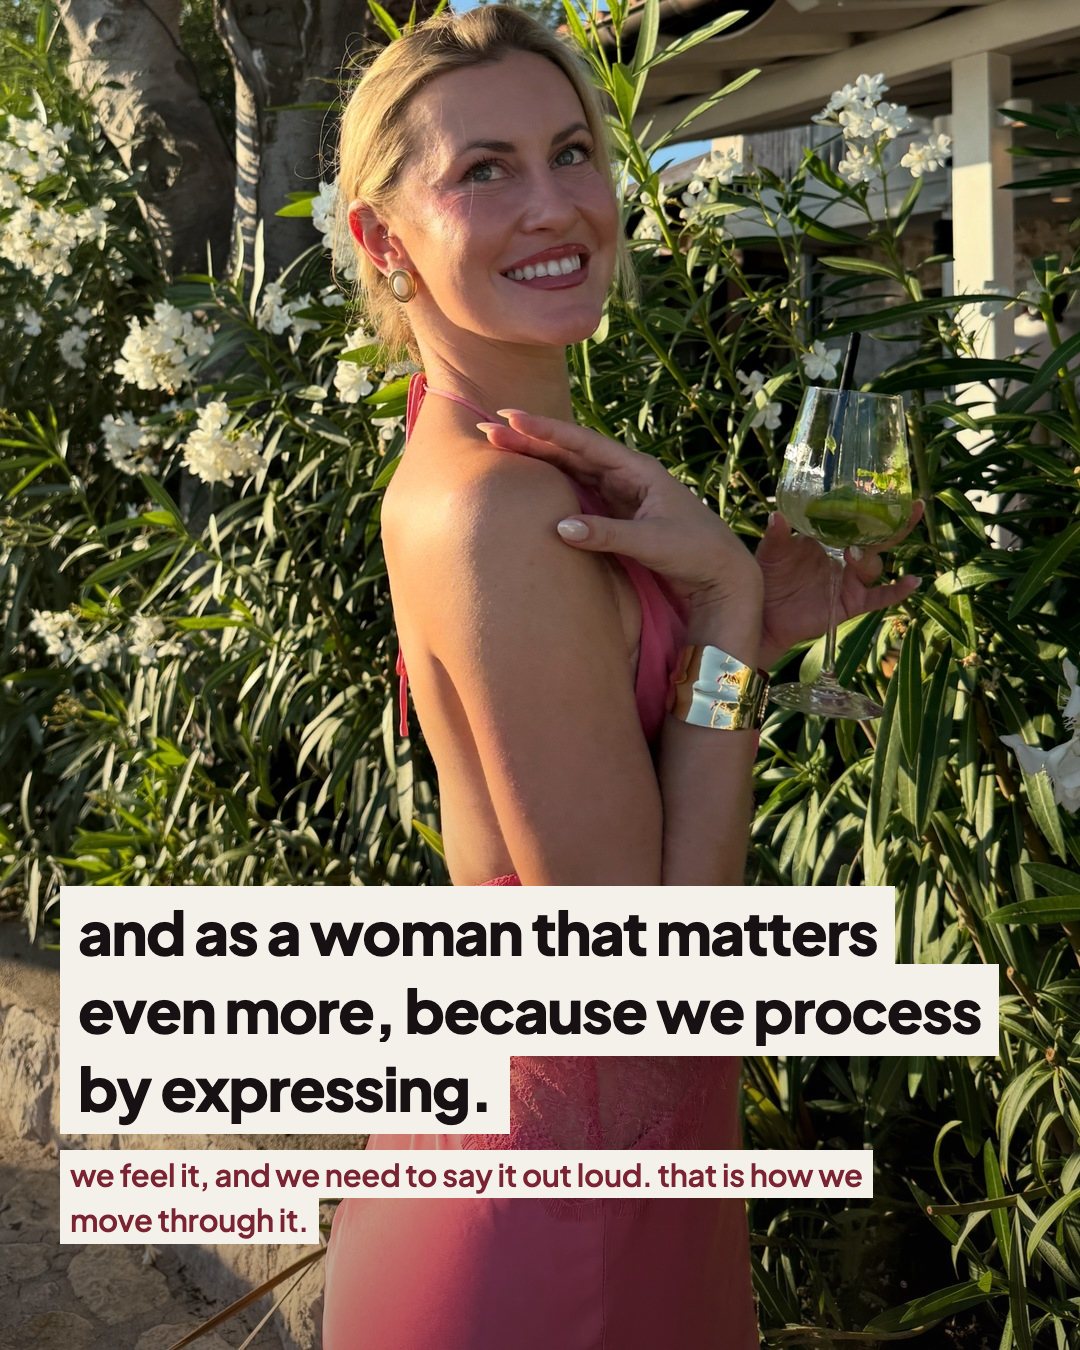 and as a woman that matters
even more, because we process
by expressing.
we feel it, and we need to say it out loud. that is how we
move through it.